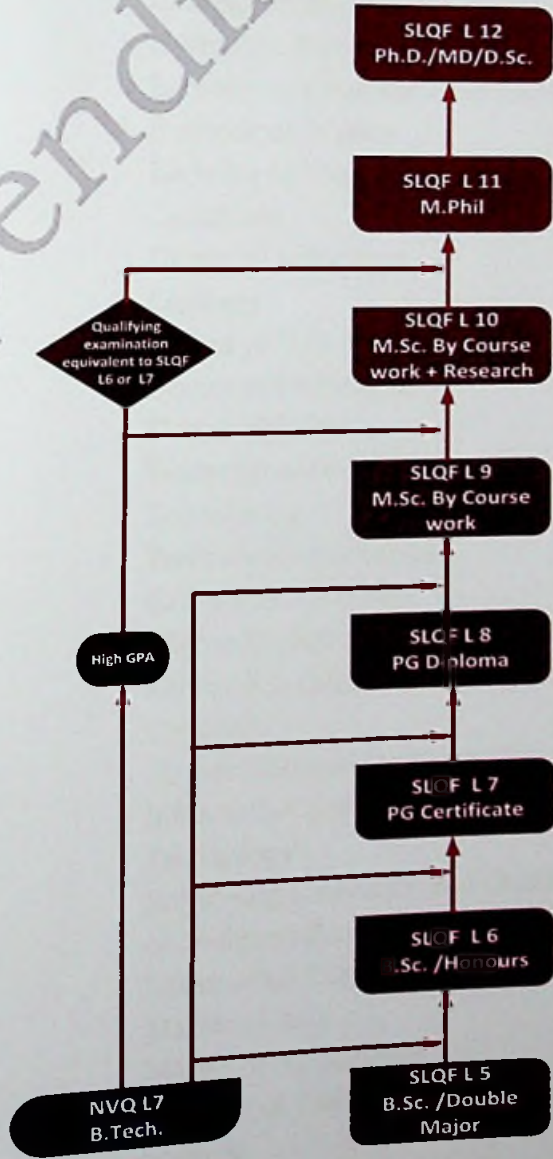 SLQF L 12
Ph.D./MD/D.Sc.
SLQF L 11
M.Phil
Qualifying
examination
equivalent to SLQF
L6 or L7
SLQF L 10
M.Sc. By Course
work + Research
SLQF L 9
M.Sc. By Course
work
High GPA
SLQF L 8
PG Diploma
SLQF L 7
PG Certificate
SLQF L 6
B.Sc. /Honours
NVQ L7
B.Tech.
SLQF L 5
B.Sc. /Double
Major